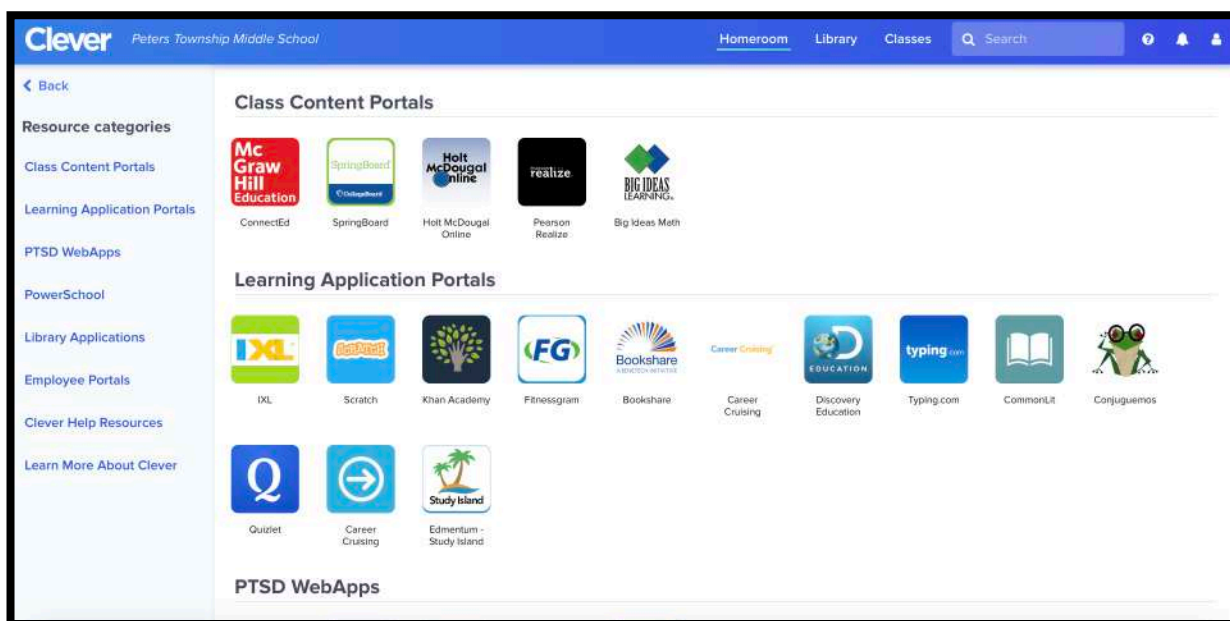 Clever Peters Township Middle School Homeroom Library Classes Search
Back
Resource categories
Class Content Portals
Learning Application Portals
PTSD WebApps
PowerSchool
Library Applications
Employee Portals
Clever Help Resources
Learn More About Clever
Class Content Portals
Mc
Graw
Hill
Education
SpringBoard
CollegeBoard
Holt
McDougal
Online
realize
BIG IDEAS
LEARNING
ConnectEd SpringBoard Holt McDougal Pearson Big Ideas Math
Online Realize
Learning Application Portals
IXL
SCRATCH
FG
Bookshare
A BENETECH INITIATIVE
Career Cruising
D
EDUCATION
typing.com
IXL Scratch Khan Academy Fitnessgram Bookshare Career Discovery Typing.com CommonLit Conjuguemos
Cruising Education
Q
Study Island
Quizlet Career Edmentum -
Cruising Study Island
PTSD WebApps